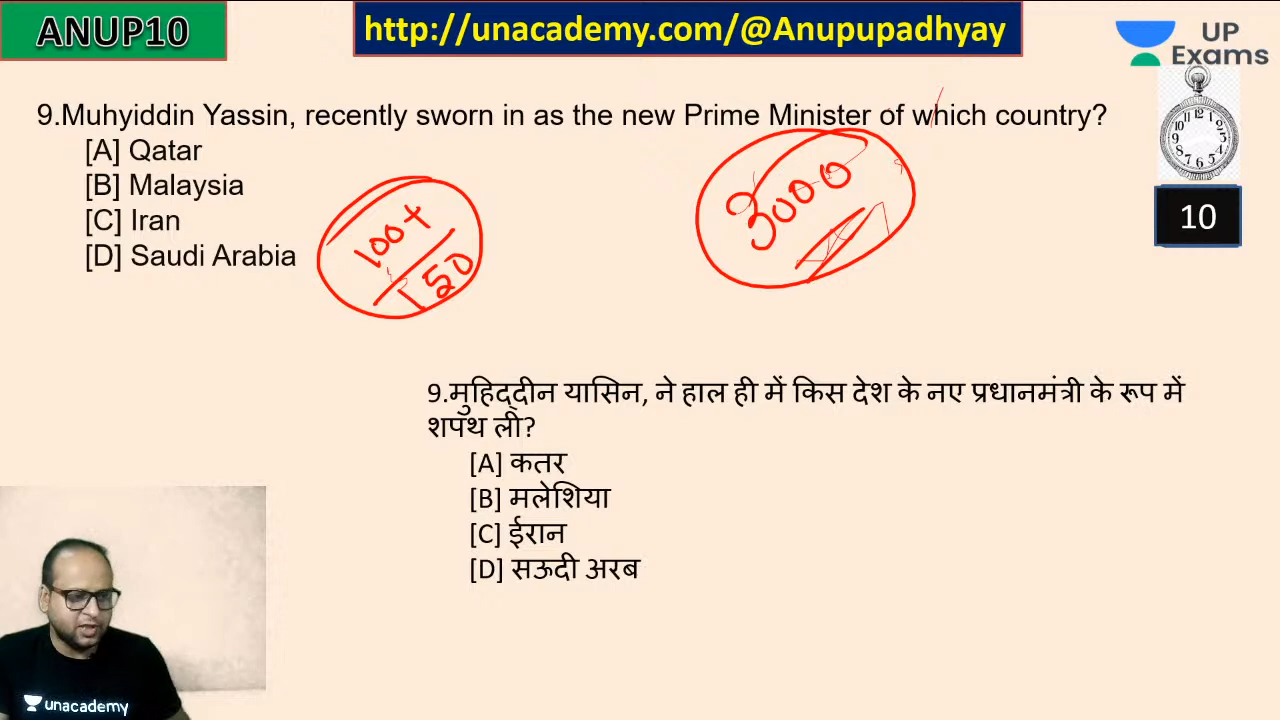 ANUP10
http://unacademy.com/@Anupupadhyay
UP
Exams
9.Muhyiddin Yassin, recently sworn in as the new Prime Minister of which country?
[A] Qatar
[B] Malaysia
[C] Iran
[D] Saudi Arabia
100+
150
3000
12
10
9.मुहिद्दीन यासिन, ने हाल ही में किस देश के नए प्रधानमंत्री के रूप में
शपथ ली?
[A] कतर
[B] मलेशिया
[C] ईरान
[D] सऊदी अरब
unacademy